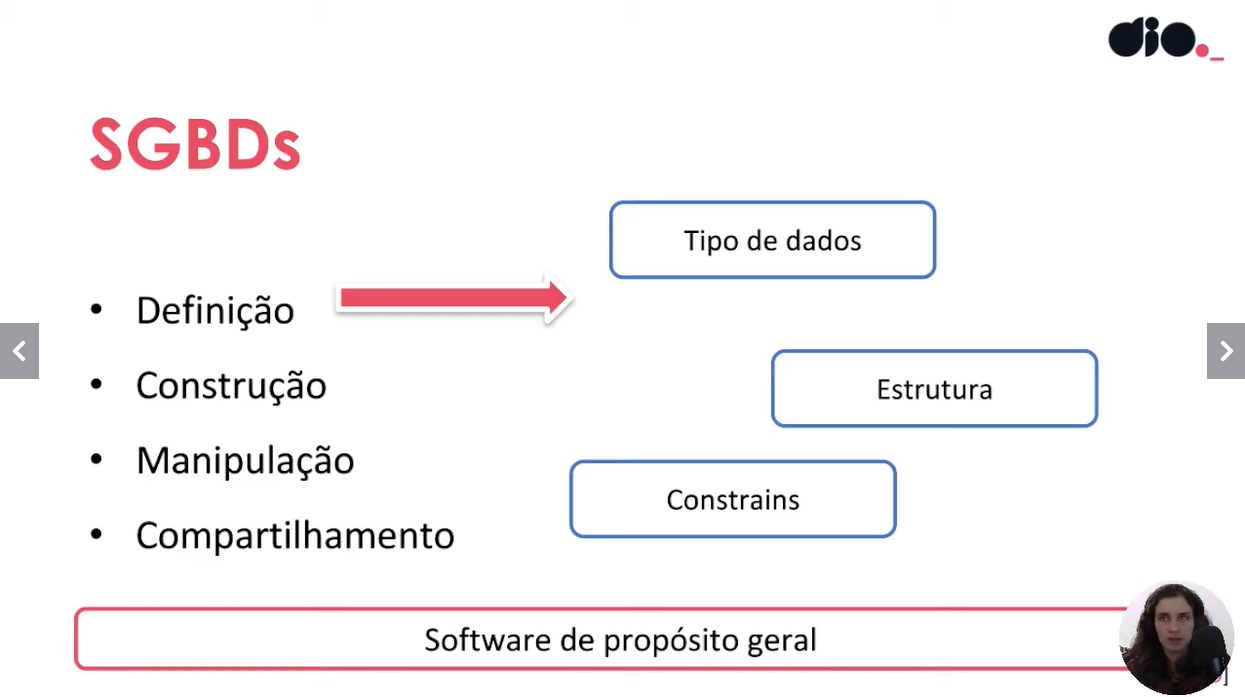 dio._
SGBDs
Tipo de dados
• Definição
• Construção
Estrutura
• Manipulação
Constrains
• Compartilhamento
Software de propósito geral
]